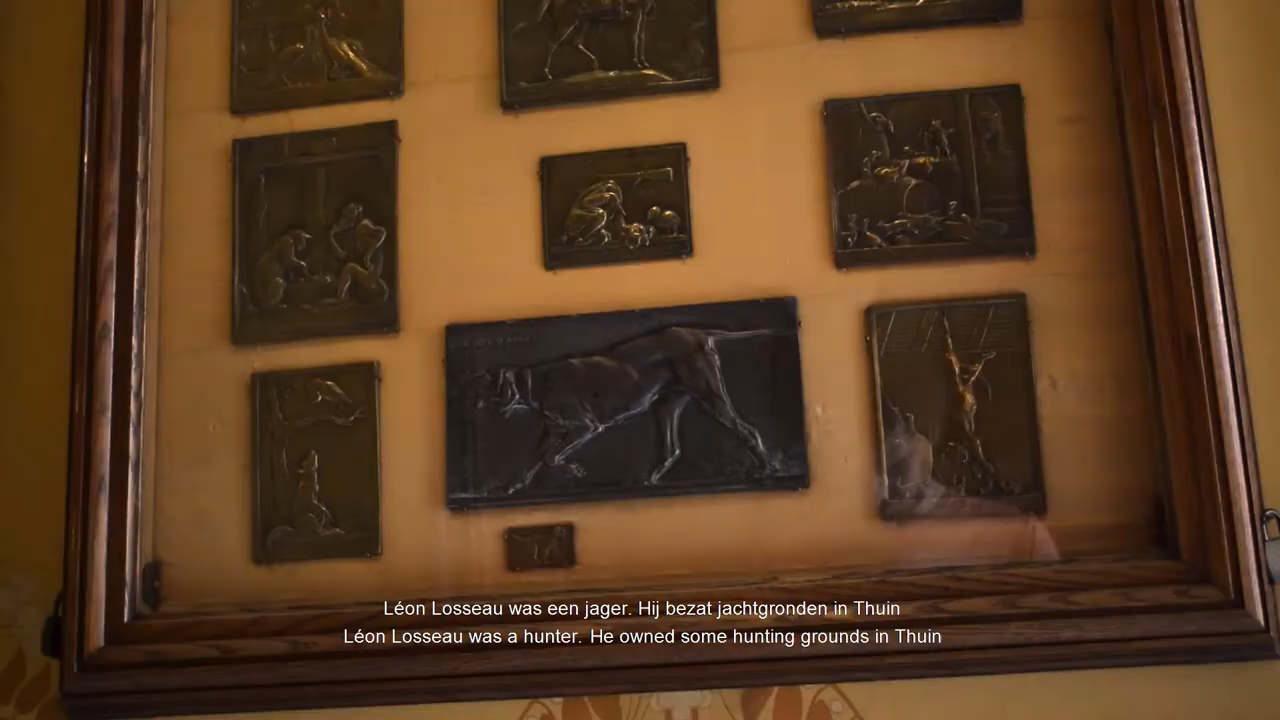 Léon Losseau was een jager. Hij bezat jachtgronden in Thuin
Léon Losseau was a hunter. He owned some hunting grounds in Thuin